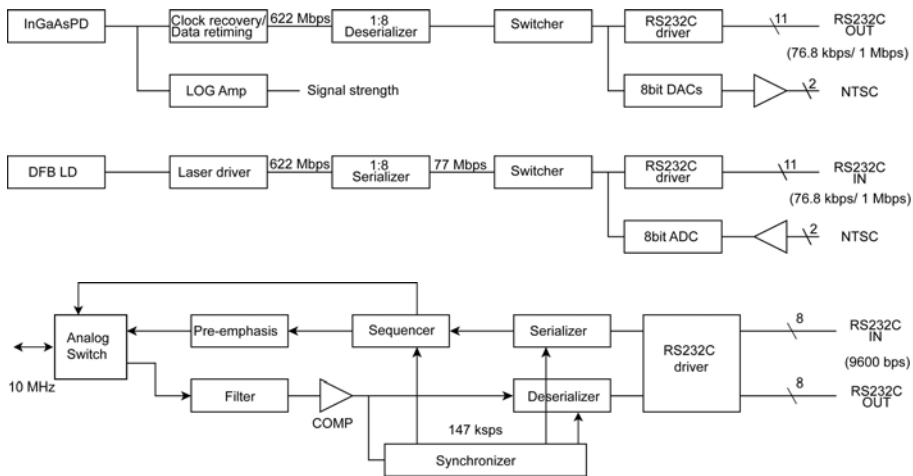 InGaAsPD
Clock recovery/
Data retiming
622 Mbps
1:8
Deserializer
Switcher
RS232C
driver
11
RS232C
OUT
(76.8 kbps/ 1 Mbps)
LOG Amp
Signal strength
8bit DACs
2
NTSC
DFB LD
Laser driver
622 Mbps
1:8
Serializer
77 Mbps
Switcher
RS232C
driver
11
RS232C
IN
(76.8 kbps/ 1 Mbps)
8bit ADC
2
NTSC
10 MHz
Analog
Switch
Pre-emphasis
Sequencer
Serializer
RS232C
driver
8
RS232C
IN
(9600 bps)
Filter
COMP
Deserializer
8
RS232C
OUT
147 ksps
Synchronizer